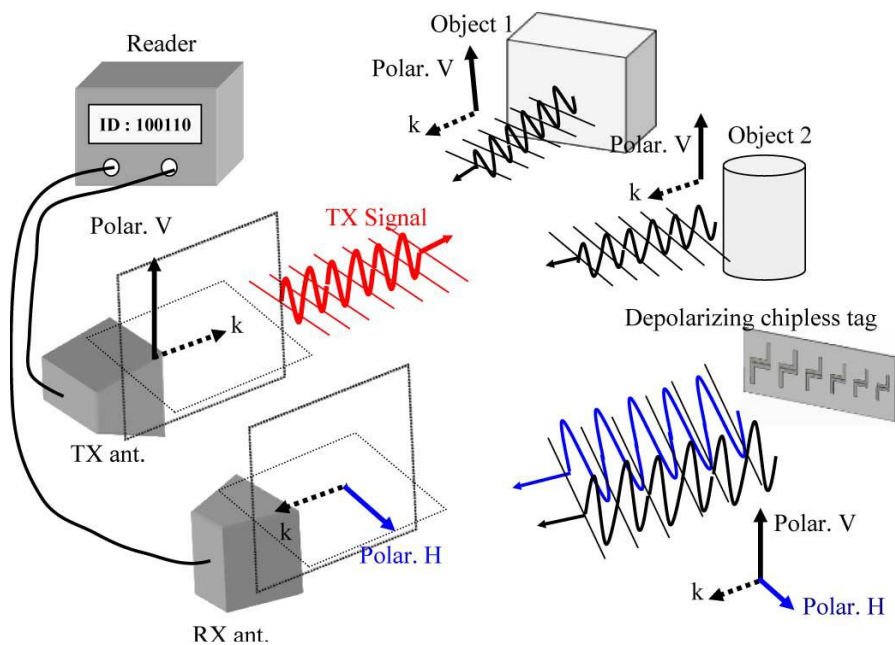 Reader
ID : 100110
Object 1
Polar. V
k
Polar. V
Object 2
k
Polar. V
TX Signal
k
TX ant.
Depolarizing chipless tag
k
Polar. H
RX ant.
Polar. V
k
Polar. H